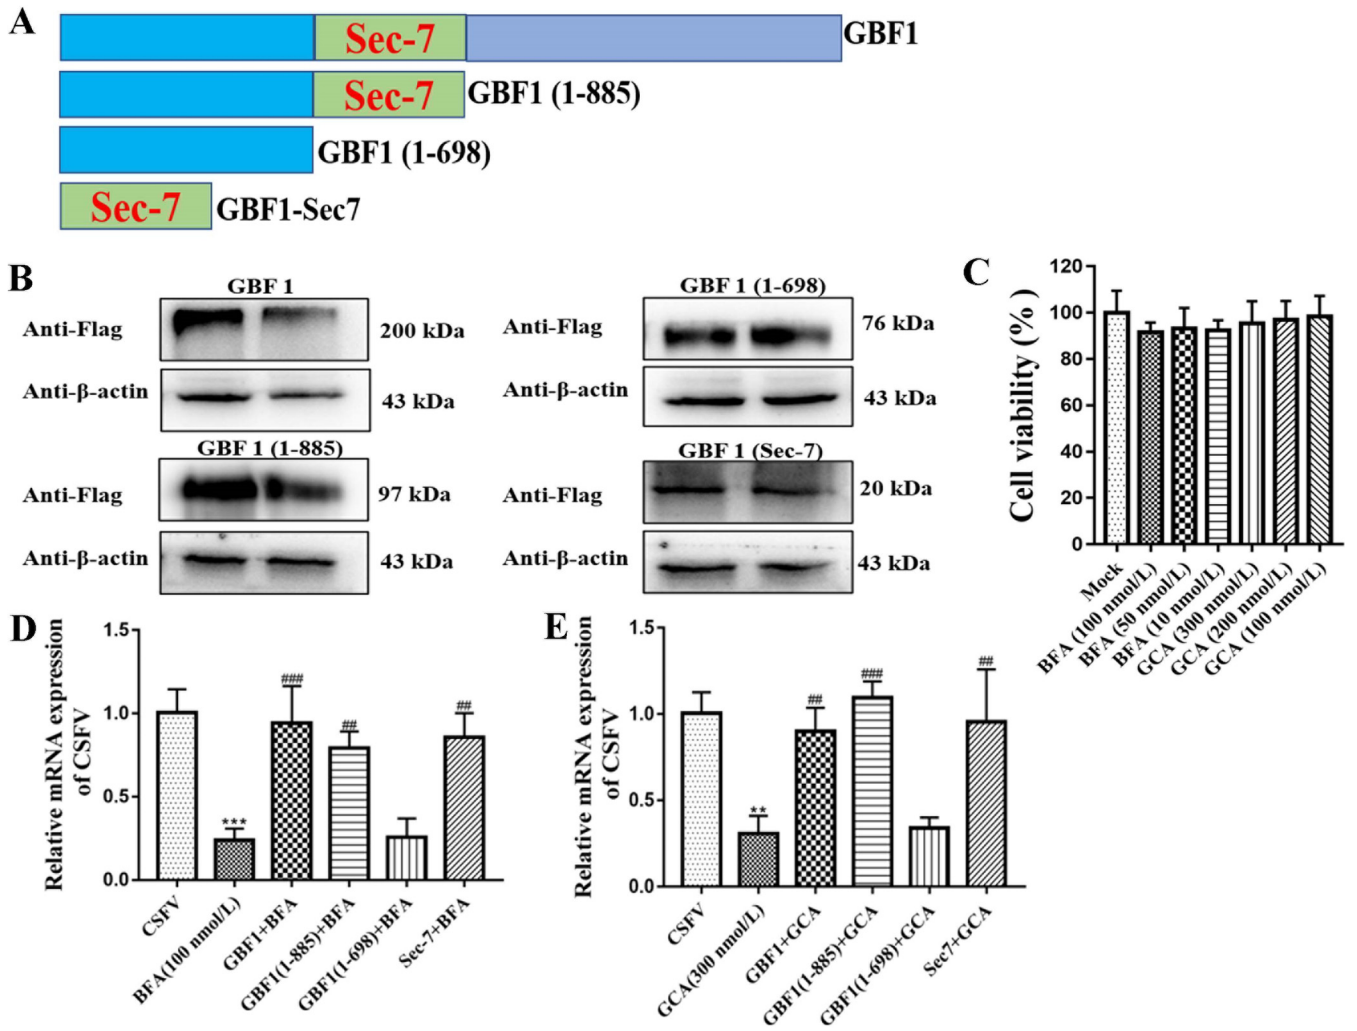 A
Sec-7
GBF1
Sec-7
GBF1 (1-885)
GBF1 (1-698)
Sec-7
GBF1-Sec7
B
GBF 1
Anti-Flag
200 kDa
Anti-β-actin
43 kDa
GBF 1 (1-885)
Anti-Flag
97 kDa
Anti-β-actin
43 kDa
GBF 1 (1-698)
Anti-Flag
76 kDa
Anti-β-actin
43 kDa
GBF 1 (Sec-7)
Anti-Flag
20 kDa
Anti-β-actin
43 kDa
C
Cell viability (%)
120
100
80
60
40
20
0
Mock
BFA (100 nmol/L)
BFA (50 nmol/L)
BFA (10 nmol/L)
GCA (300 nmol/L)
GCA (200 nmol/L)
GCA (100 nmol/L)
D
Relative mRNA expression
of CSFV
1.5
1.0
0.5
0.0
***
###
##
##
CSFV
BFA(100 nmol/L)
GBF1+BFA
GBF1(1-885)+BFA
GBF1(1-698)+BFA
Sec-7+BFA
E
Relative mRNA expression
of CSFV
1.5
1.0
0.5
0.0
**
##
###
##
CSFV
GCA(300 nmol/L)
GBF1+GCA
GBF1(1-885)+GCA
GBF1(1-698)+GCA
Sec7+GCA